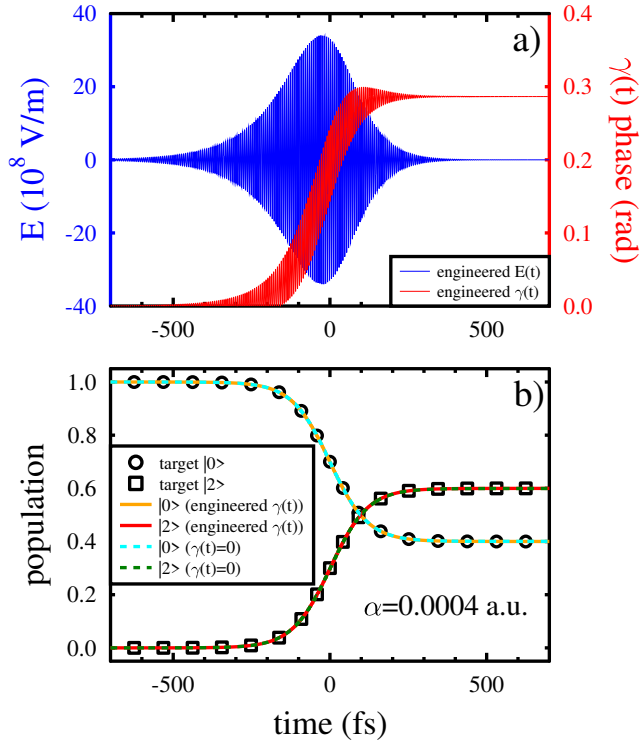 a)
E (10⁸ V/m)
40
20
0
-20
-40
γ(t) phase (rad)
0.4
0.3
0.2
0.1
0.0
engineered E(t)
engineered γ(t)
-500
0
500
b)
population
1.0
0.8
0.6
0.4
0.2
0.0
target |0>
target |2>
|0> (engineered γ(t))
|2> (engineered γ(t))
|0> (γ(t)=0)
|2> (γ(t)=0)
α=0.0004 a.u.
-500
0
500
time (fs)